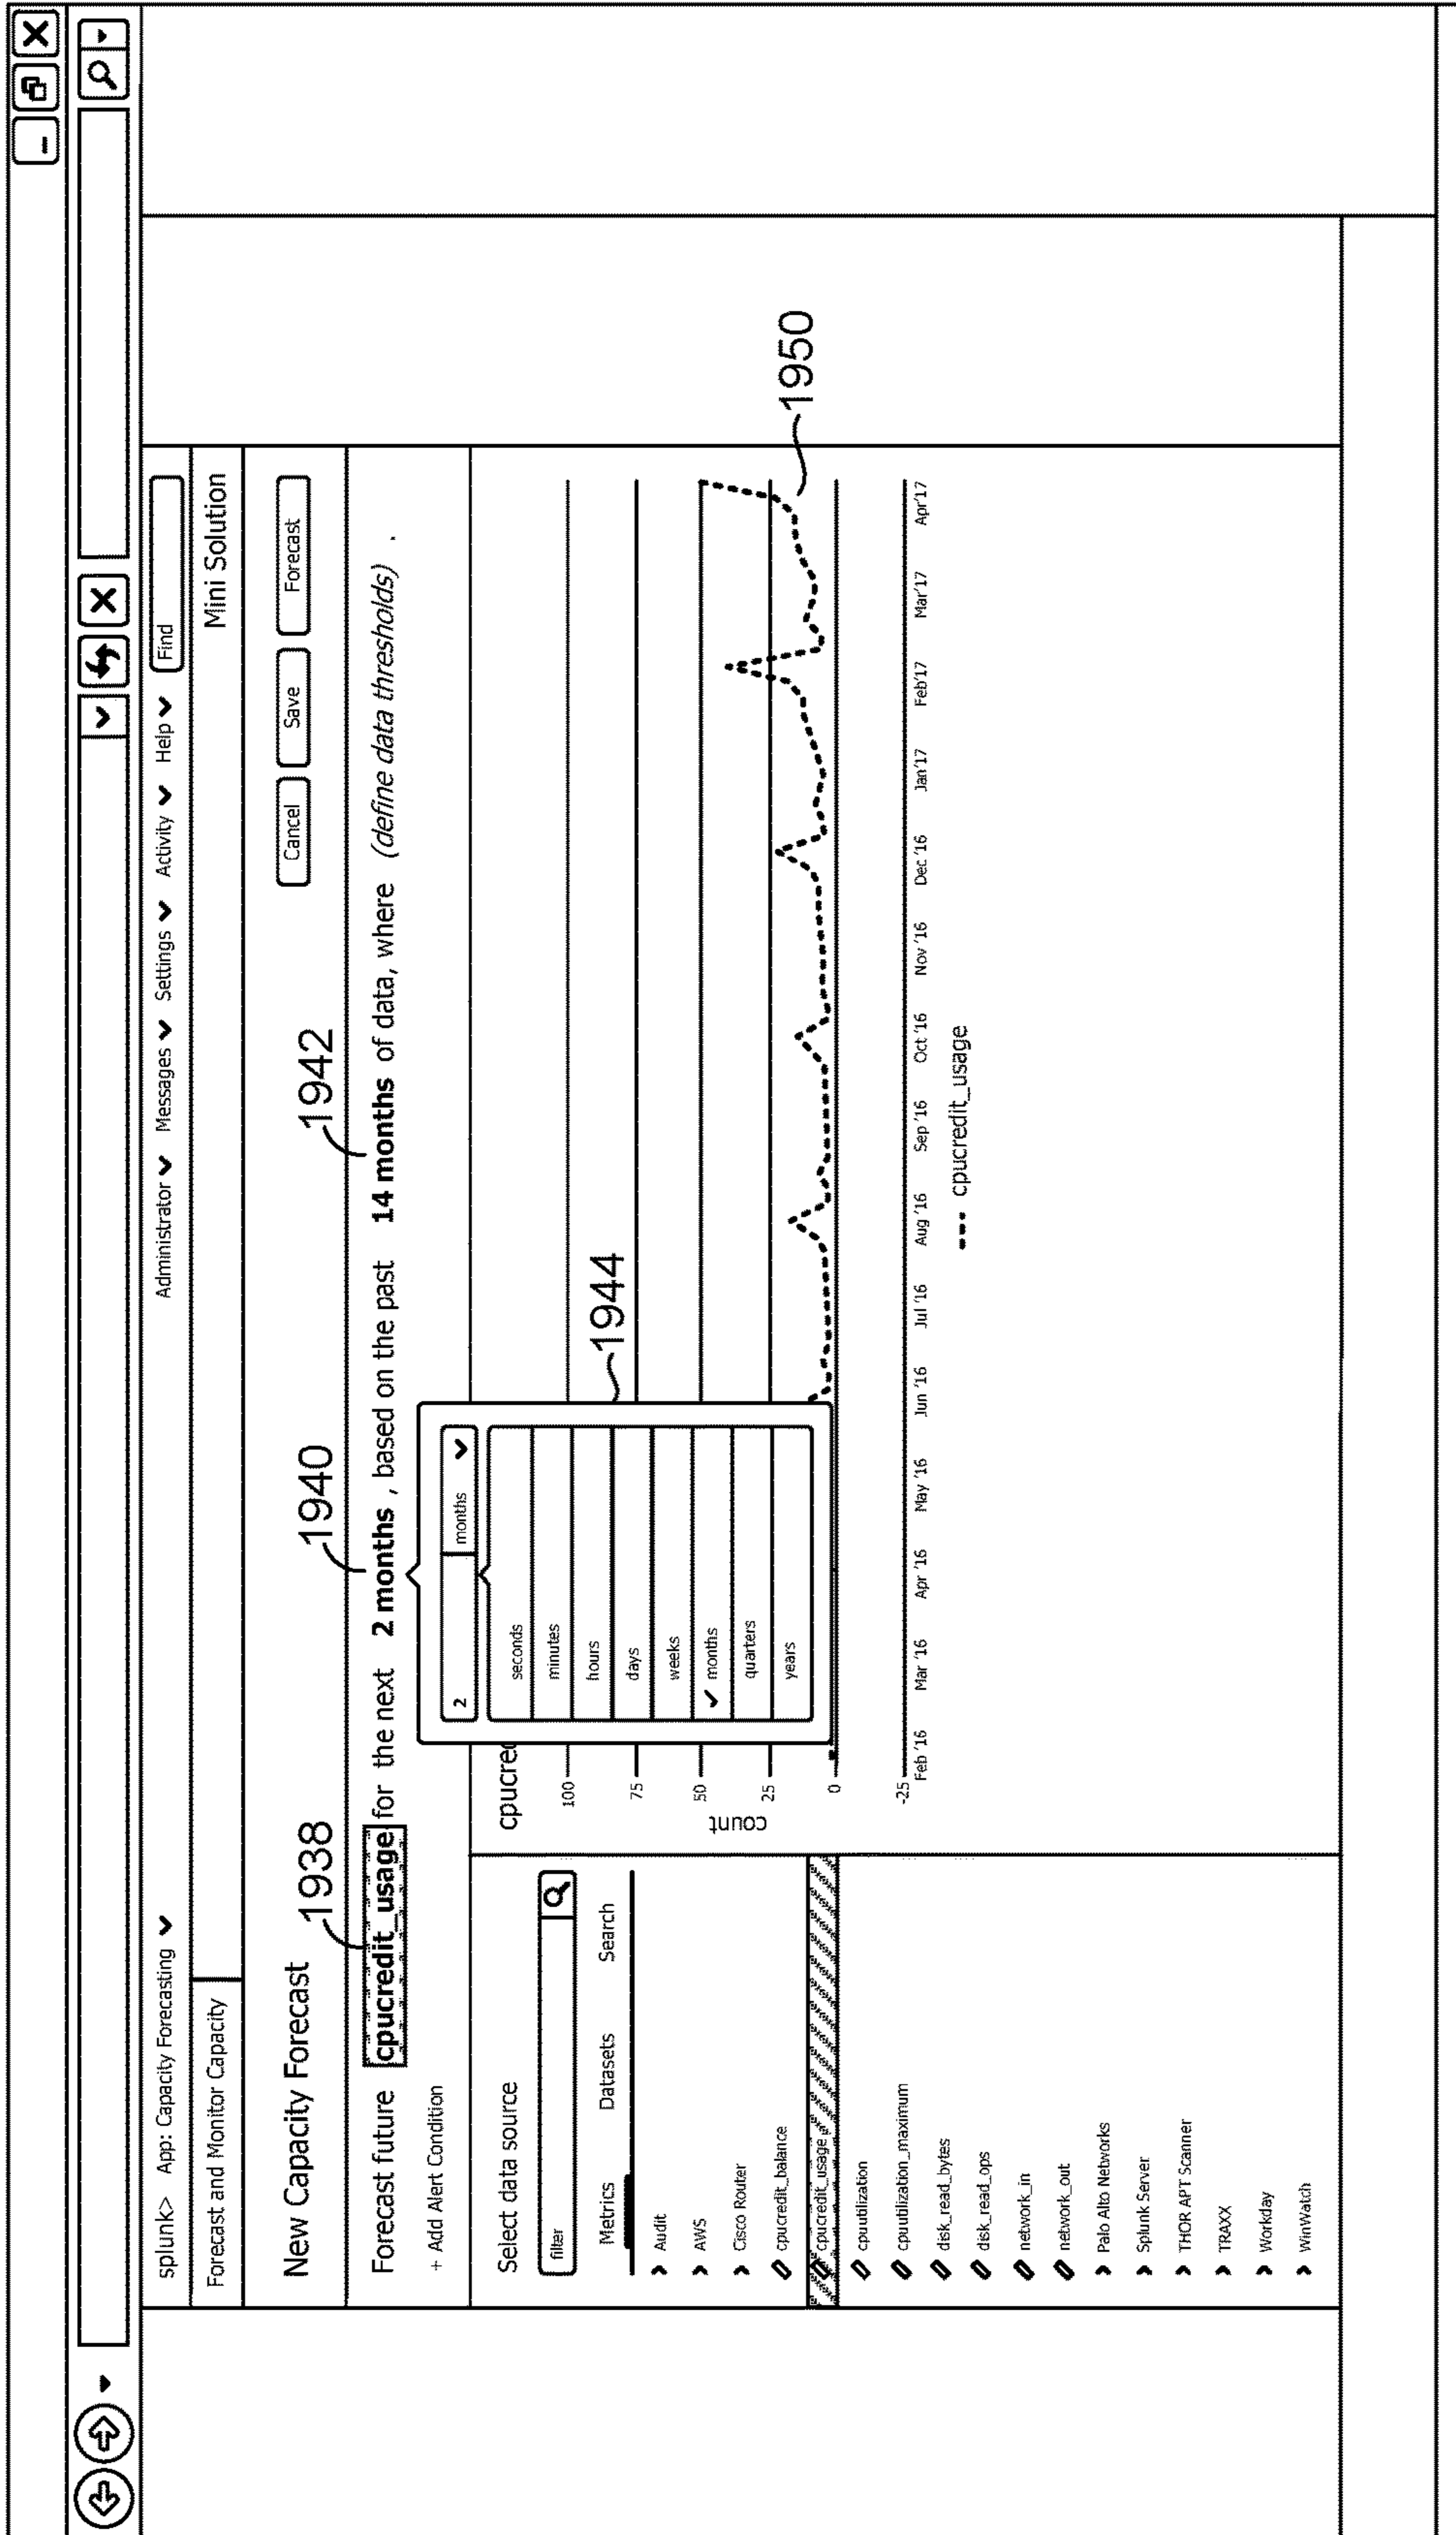 splunk> App: Capacity Forecasting Administrator Messages Settings Activity Help Find
Forecast and Monitor Capacity Mini Solution
New Capacity Forecast Cancel Save Forecast
1938 1940 1942
Forecast future cpucredit_usage for the next 2 months , based on the past 14 months of data, where (define data thresholds) .
+ Add Alert Condition
Select data source
filter
Metrics Datasets Search
Audit
AWS
Cisco Router
cpucredit_balance
cpucredit_usage
cpuutilization
cpuutilization_maximum
disk_read_bytes
disk_read_ops
network_in
network_out
Palo Alto Networks
Splunk Server
THOR APT Scanner
TRAXX
Workday
WinWatch
cpucre
2 months
seconds
minutes
hours
days
weeks
months
quarters
years
1944
1950
100
75
50
25
0
-25
count
Feb '16 Mar '16 Apr '16 May '16 Jun '16 Jul '16 Aug '16 Sep '16 Oct '16 Nov '16 Dec '16 Jan'17 Feb'17 Mar'17 Apr'17
cpucredit_usage